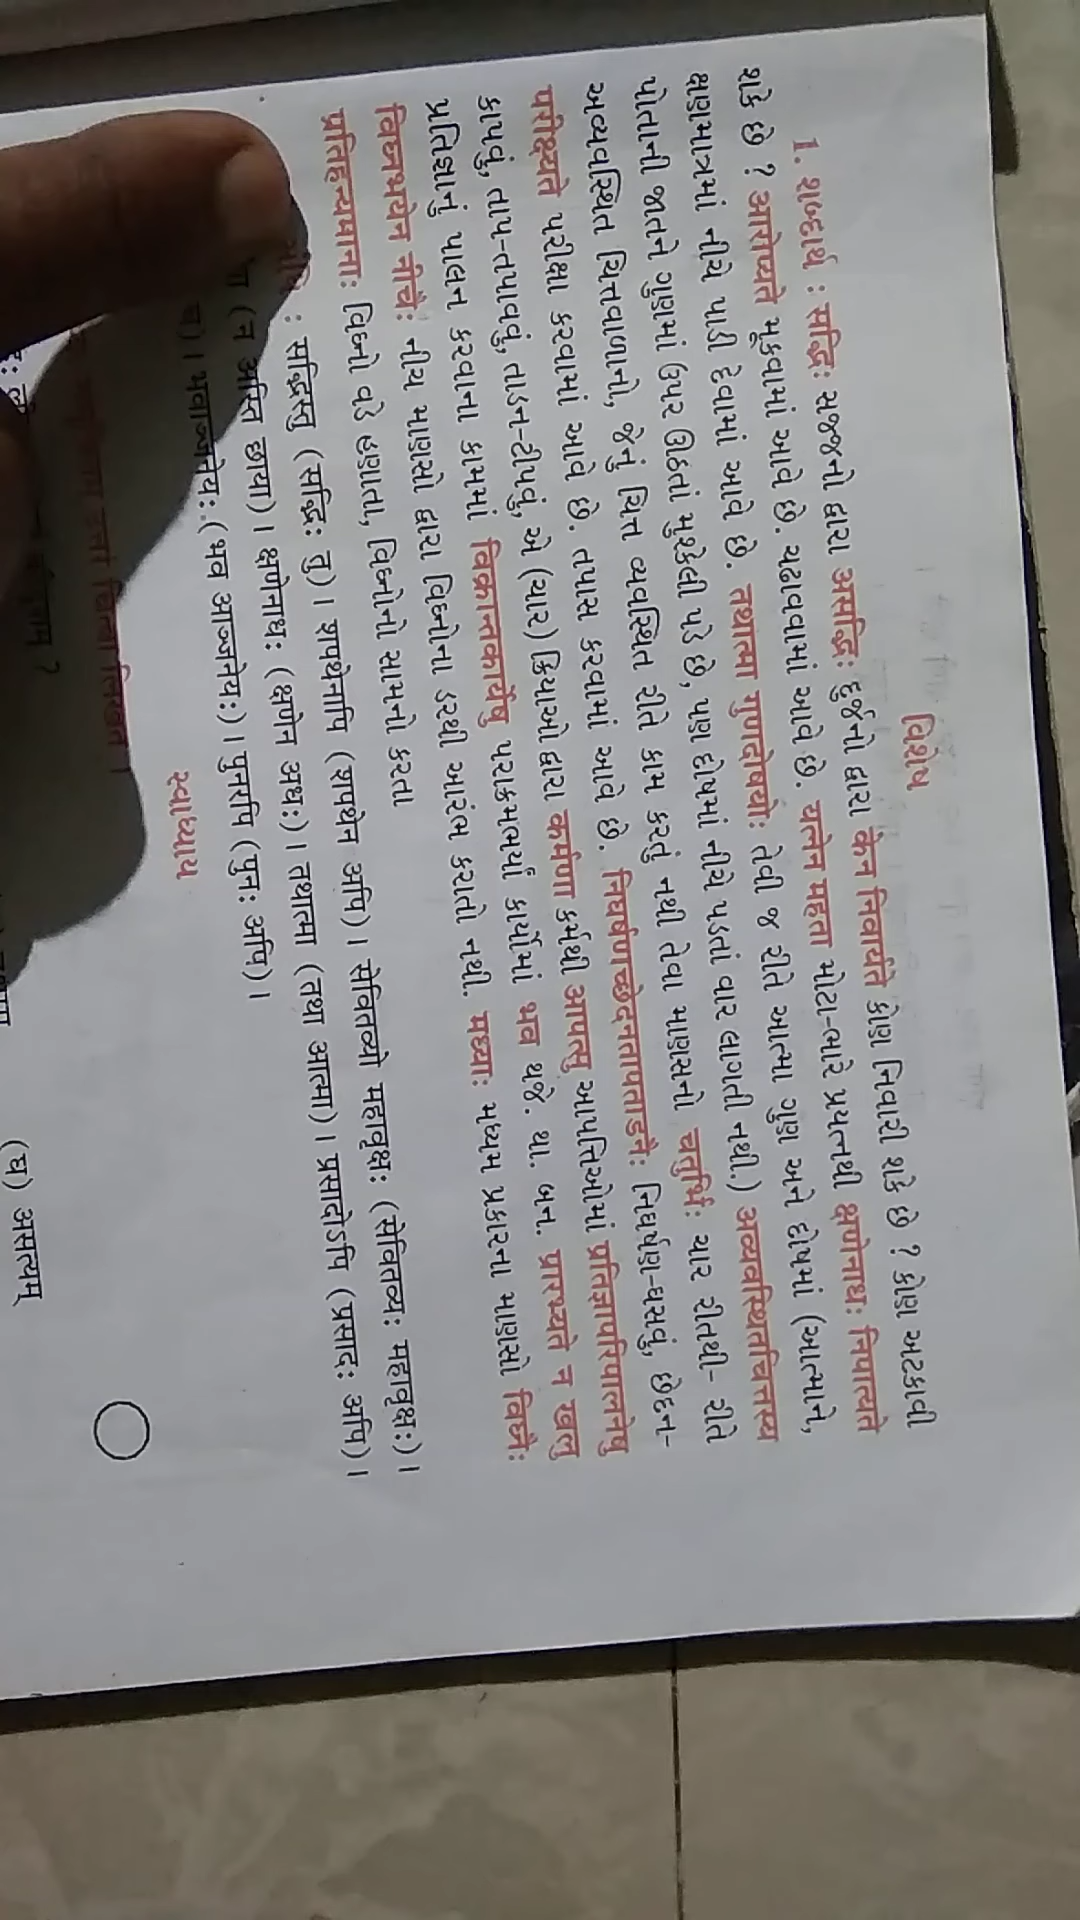 વિશેષ
1. શબ્દાર્થ : सद्भिः સજ્જનો દ્વારા असद्भिः દુર્જનો દ્વારા केन निवार्यते કોણ નિવારી શકે છે ? કોણ અટકાવી
શકે છે ? आरोप्यते મૂકવામાં આવે છે. ચઢાવવામાં આવે છે. यत्नेन महता મોટા-ભારે પ્રયત્નથી क्षणेनाधः निपात्यते
ક્ષણમાત્રમાં નીચે પાડી દેવામાં આવે છે. तथात्मा गुणदोषयोः તેવી જ રીતે આત્મા ગુણ અને દોષમાં (આત્માને,
પોતાની જાતને ગુણમાં ઉપર ઊઠતાં મુશ્કેલી પડે છે, પણ દોષમાં નીચે પડતાં વાર લાગતી નથી.) अव्यवस्थितचित्तस्य
અવ્યવસ્થિત ચિત્તવાળાનો, જેનું ચિત્ત વ્યવસ્થિત રીતે કામ કરતું નથી તેવા માણસનો चतुर्भिः ચાર રીતથી- રીતે
परीक्ष्यते પરીક્ષા કરવામાં આવે છે. તપાસ કરવામાં આવે છે. निघर्षणच्छेदनतापताडनैः નિઘર્ષણ-ઘસવું, છેદન-
કાપવું, તાપ-તપાવવું, તાડન-ટીપવું, એ (ચાર) ક્રિયાઓ દ્વારા कर्मणा કર્મથી आपत्सु આપત્તિઓમાં प्रतिज्ञापरिपालनेषु
પ્રતિજ્ઞાનું પાલન કરવાના કામમાં विक्रान्तकार्येषु પરાક્રમભર્યા કાર્યોમાં भव થજે. થા. બન. प्रारभ्यते न खलु
विघ्नभयेन नीचैः નીચ માણસો દ્વારા વિઘ્નોના ડરથી આરંભ કરાતો નથી. मध्याः મધ્યમ પ્રકારના માણસો विघ्नैः
प्रतिहन्यमानाः વિઘ્નો વડે હણાતા, વિઘ્નોનો સામનો કરતા
: सद्भिस्तु (सद्भिः तु) । शपथेनापि (शपथेन अपि) । सेवितव्यो महावृक्षः (सेवितव्यः महावृक्षः) ।
(न अस्ति छाया) । क्षणेनाधः (क्षणेन अधः) । तथात्मा (तथा आत्मा) । प्रसादोऽपि (प्रसादः अपि) ।
भवाञ्जनेयः (भव आञ्जनेयः) । पुनरपि (पुनः अपि) ।
સ્વાધ્યાય
(घ) असत्यम्